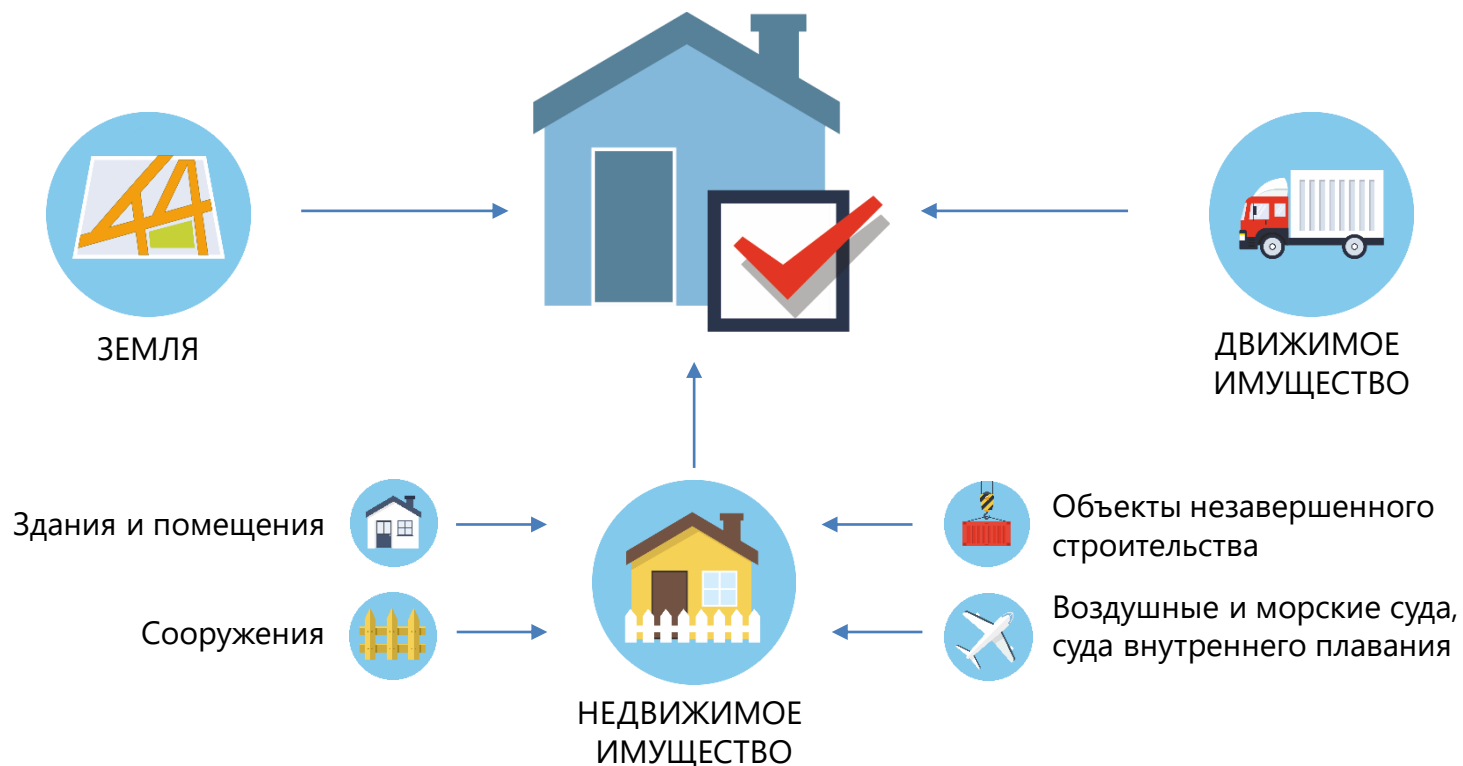 ЗЕМЛЯ
ДВИЖИМОЕ
ИМУЩЕСТВО
Здания и помещения
Сооружения
Объекты незавершенного
строительства
Воздушные и морские суда,
суда внутреннего плавания
НЕДВИЖИМОЕ
ИМУЩЕСТВО